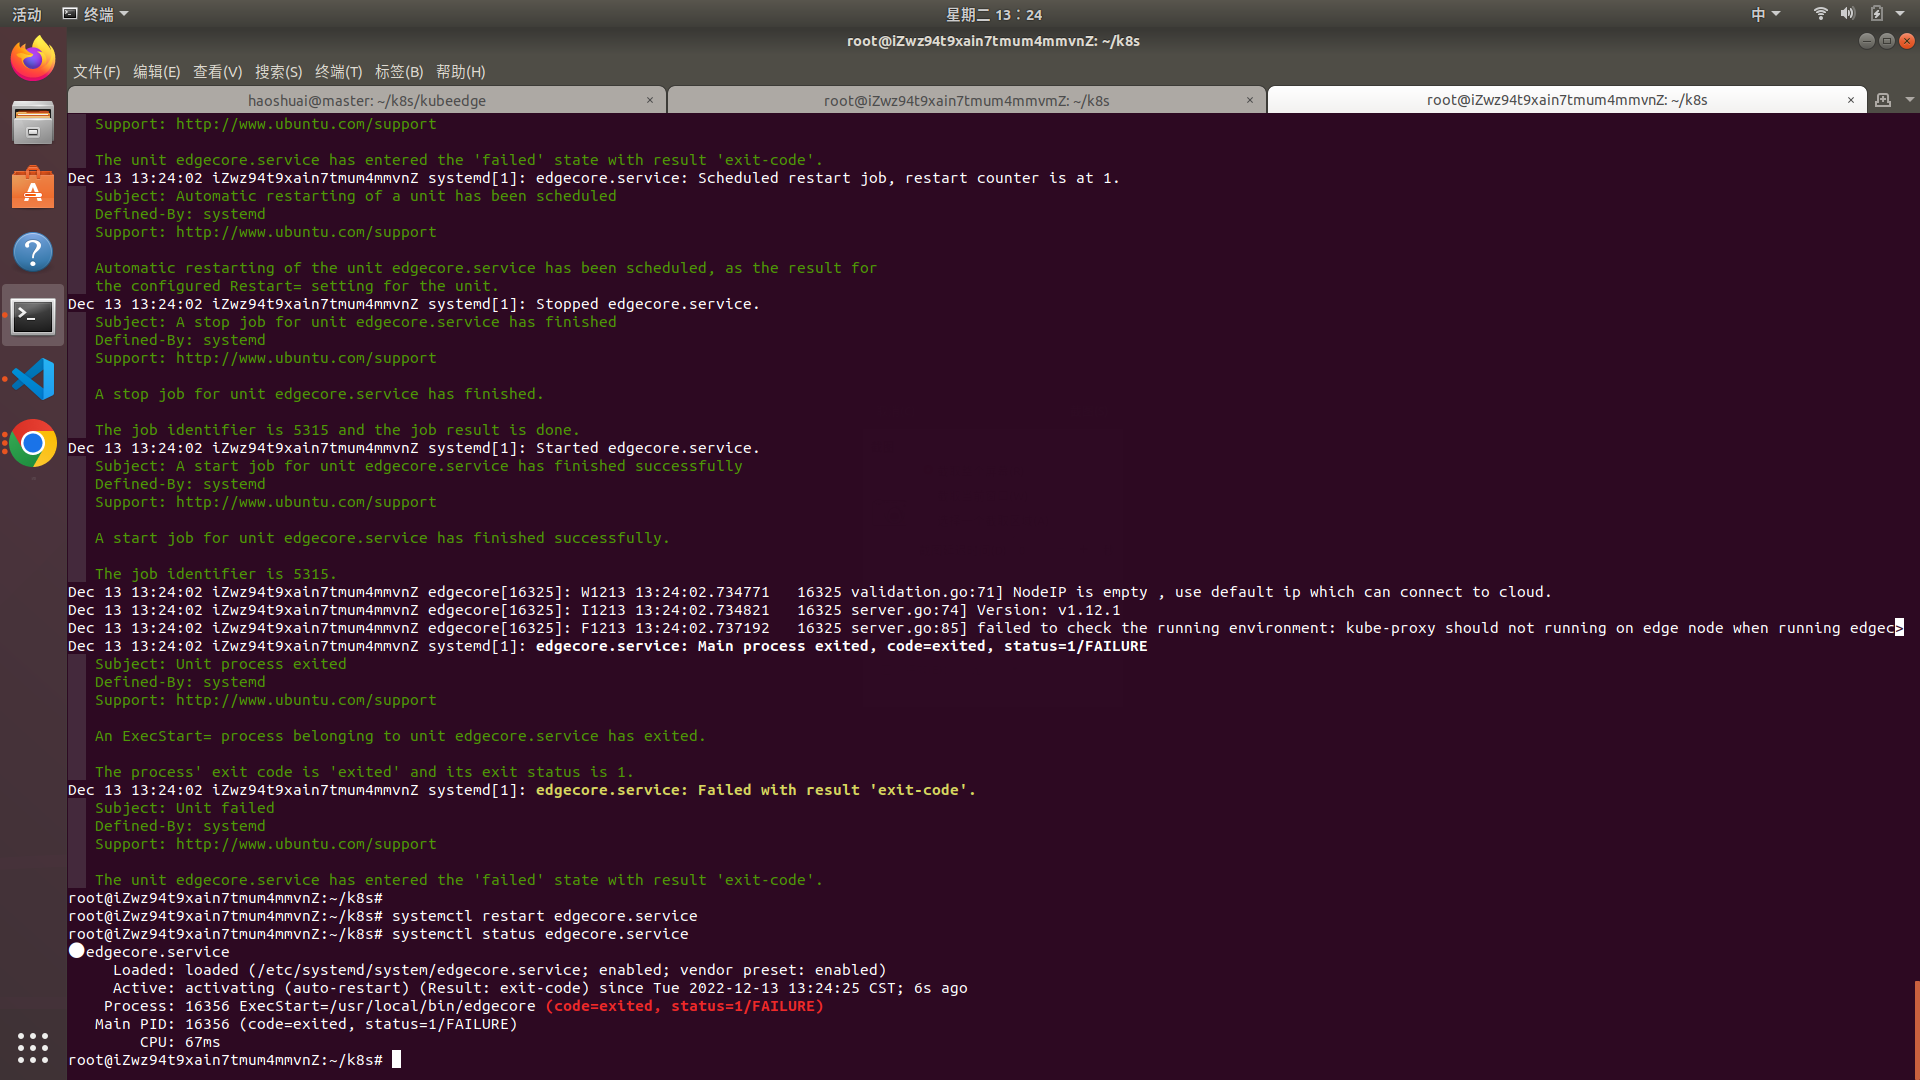 活动 终端 星期二 13：24 中
root@iZwz94t9xain7tmum4mmvnZ: ~/k8s
文件(F) 编辑(E) 查看(V) 搜索(S) 终端(T) 标签(B) 帮助(H)
haoshuai@master: ~/k8s/kubeedge × root@iZwz94t9xain7tmum4mmvmZ: ~/k8s × root@iZwz94t9xain7tmum4mmvnZ: ~/k8s ×
Support: http://www.ubuntu.com/support
The unit edgecore.service has entered the 'failed' state with result 'exit-code'.
Dec 13 13:24:02 iZwz94t9xain7tmum4mmvnZ systemd[1]: edgecore.service: Scheduled restart job, restart counter is at 1.
Subject: Automatic restarting of a unit has been scheduled
Defined-By: systemd
Support: http://www.ubuntu.com/support
Automatic restarting of the unit edgecore.service has been scheduled, as the result for
the configured Restart= setting for the unit.
Dec 13 13:24:02 iZwz94t9xain7tmum4mmvnZ systemd[1]: Stopped edgecore.service.
Subject: A stop job for unit edgecore.service has finished
Defined-By: systemd
Support: http://www.ubuntu.com/support
A stop job for unit edgecore.service has finished.
The job identifier is 5315 and the job result is done.
Dec 13 13:24:02 iZwz94t9xain7tmum4mmvnZ systemd[1]: Started edgecore.service.
Subject: A start job for unit edgecore.service has finished successfully
Defined-By: systemd
Support: http://www.ubuntu.com/support
A start job for unit edgecore.service has finished successfully.
The job identifier is 5315.
Dec 13 13:24:02 iZwz94t9xain7tmum4mmvnZ edgecore[16325]: W1213 13:24:02.734771   16325 validation.go:71] NodeIP is empty , use default ip which can connect to cloud.
Dec 13 13:24:02 iZwz94t9xain7tmum4mmvnZ edgecore[16325]: I1213 13:24:02.734821   16325 server.go:74] Version: v1.12.1
Dec 13 13:24:02 iZwz94t9xain7tmum4mmvnZ edgecore[16325]: F1213 13:24:02.737192   16325 server.go:85] failed to check the running environment: kube-proxy should not running on edge node when running edgec>
Dec 13 13:24:02 iZwz94t9xain7tmum4mmvnZ systemd[1]: edgecore.service: Main process exited, code=exited, status=1/FAILURE
Subject: Unit process exited
Defined-By: systemd
Support: http://www.ubuntu.com/support
An ExecStart= process belonging to unit edgecore.service has exited.
The process' exit code is 'exited' and its exit status is 1.
Dec 13 13:24:02 iZwz94t9xain7tmum4mmvnZ systemd[1]: edgecore.service: Failed with result 'exit-code'.
Subject: Unit failed
Defined-By: systemd
Support: http://www.ubuntu.com/support
The unit edgecore.service has entered the 'failed' state with result 'exit-code'.
root@iZwz94t9xain7tmum4mmvnZ:~/k8s#
root@iZwz94t9xain7tmum4mmvnZ:~/k8s# systemctl restart edgecore.service
root@iZwz94t9xain7tmum4mmvnZ:~/k8s# systemctl status edgecore.service
●edgecore.service
Loaded: loaded (/etc/systemd/system/edgecore.service; enabled; vendor preset: enabled)
Active: activating (auto-restart) (Result: exit-code) since Tue 2022-12-13 13:24:25 CST; 6s ago
Process: 16356 ExecStart=/usr/local/bin/edgecore (code=exited, status=1/FAILURE)
Main PID: 16356 (code=exited, status=1/FAILURE)
CPU: 67ms
root@iZwz94t9xain7tmum4mmvnZ:~/k8s#